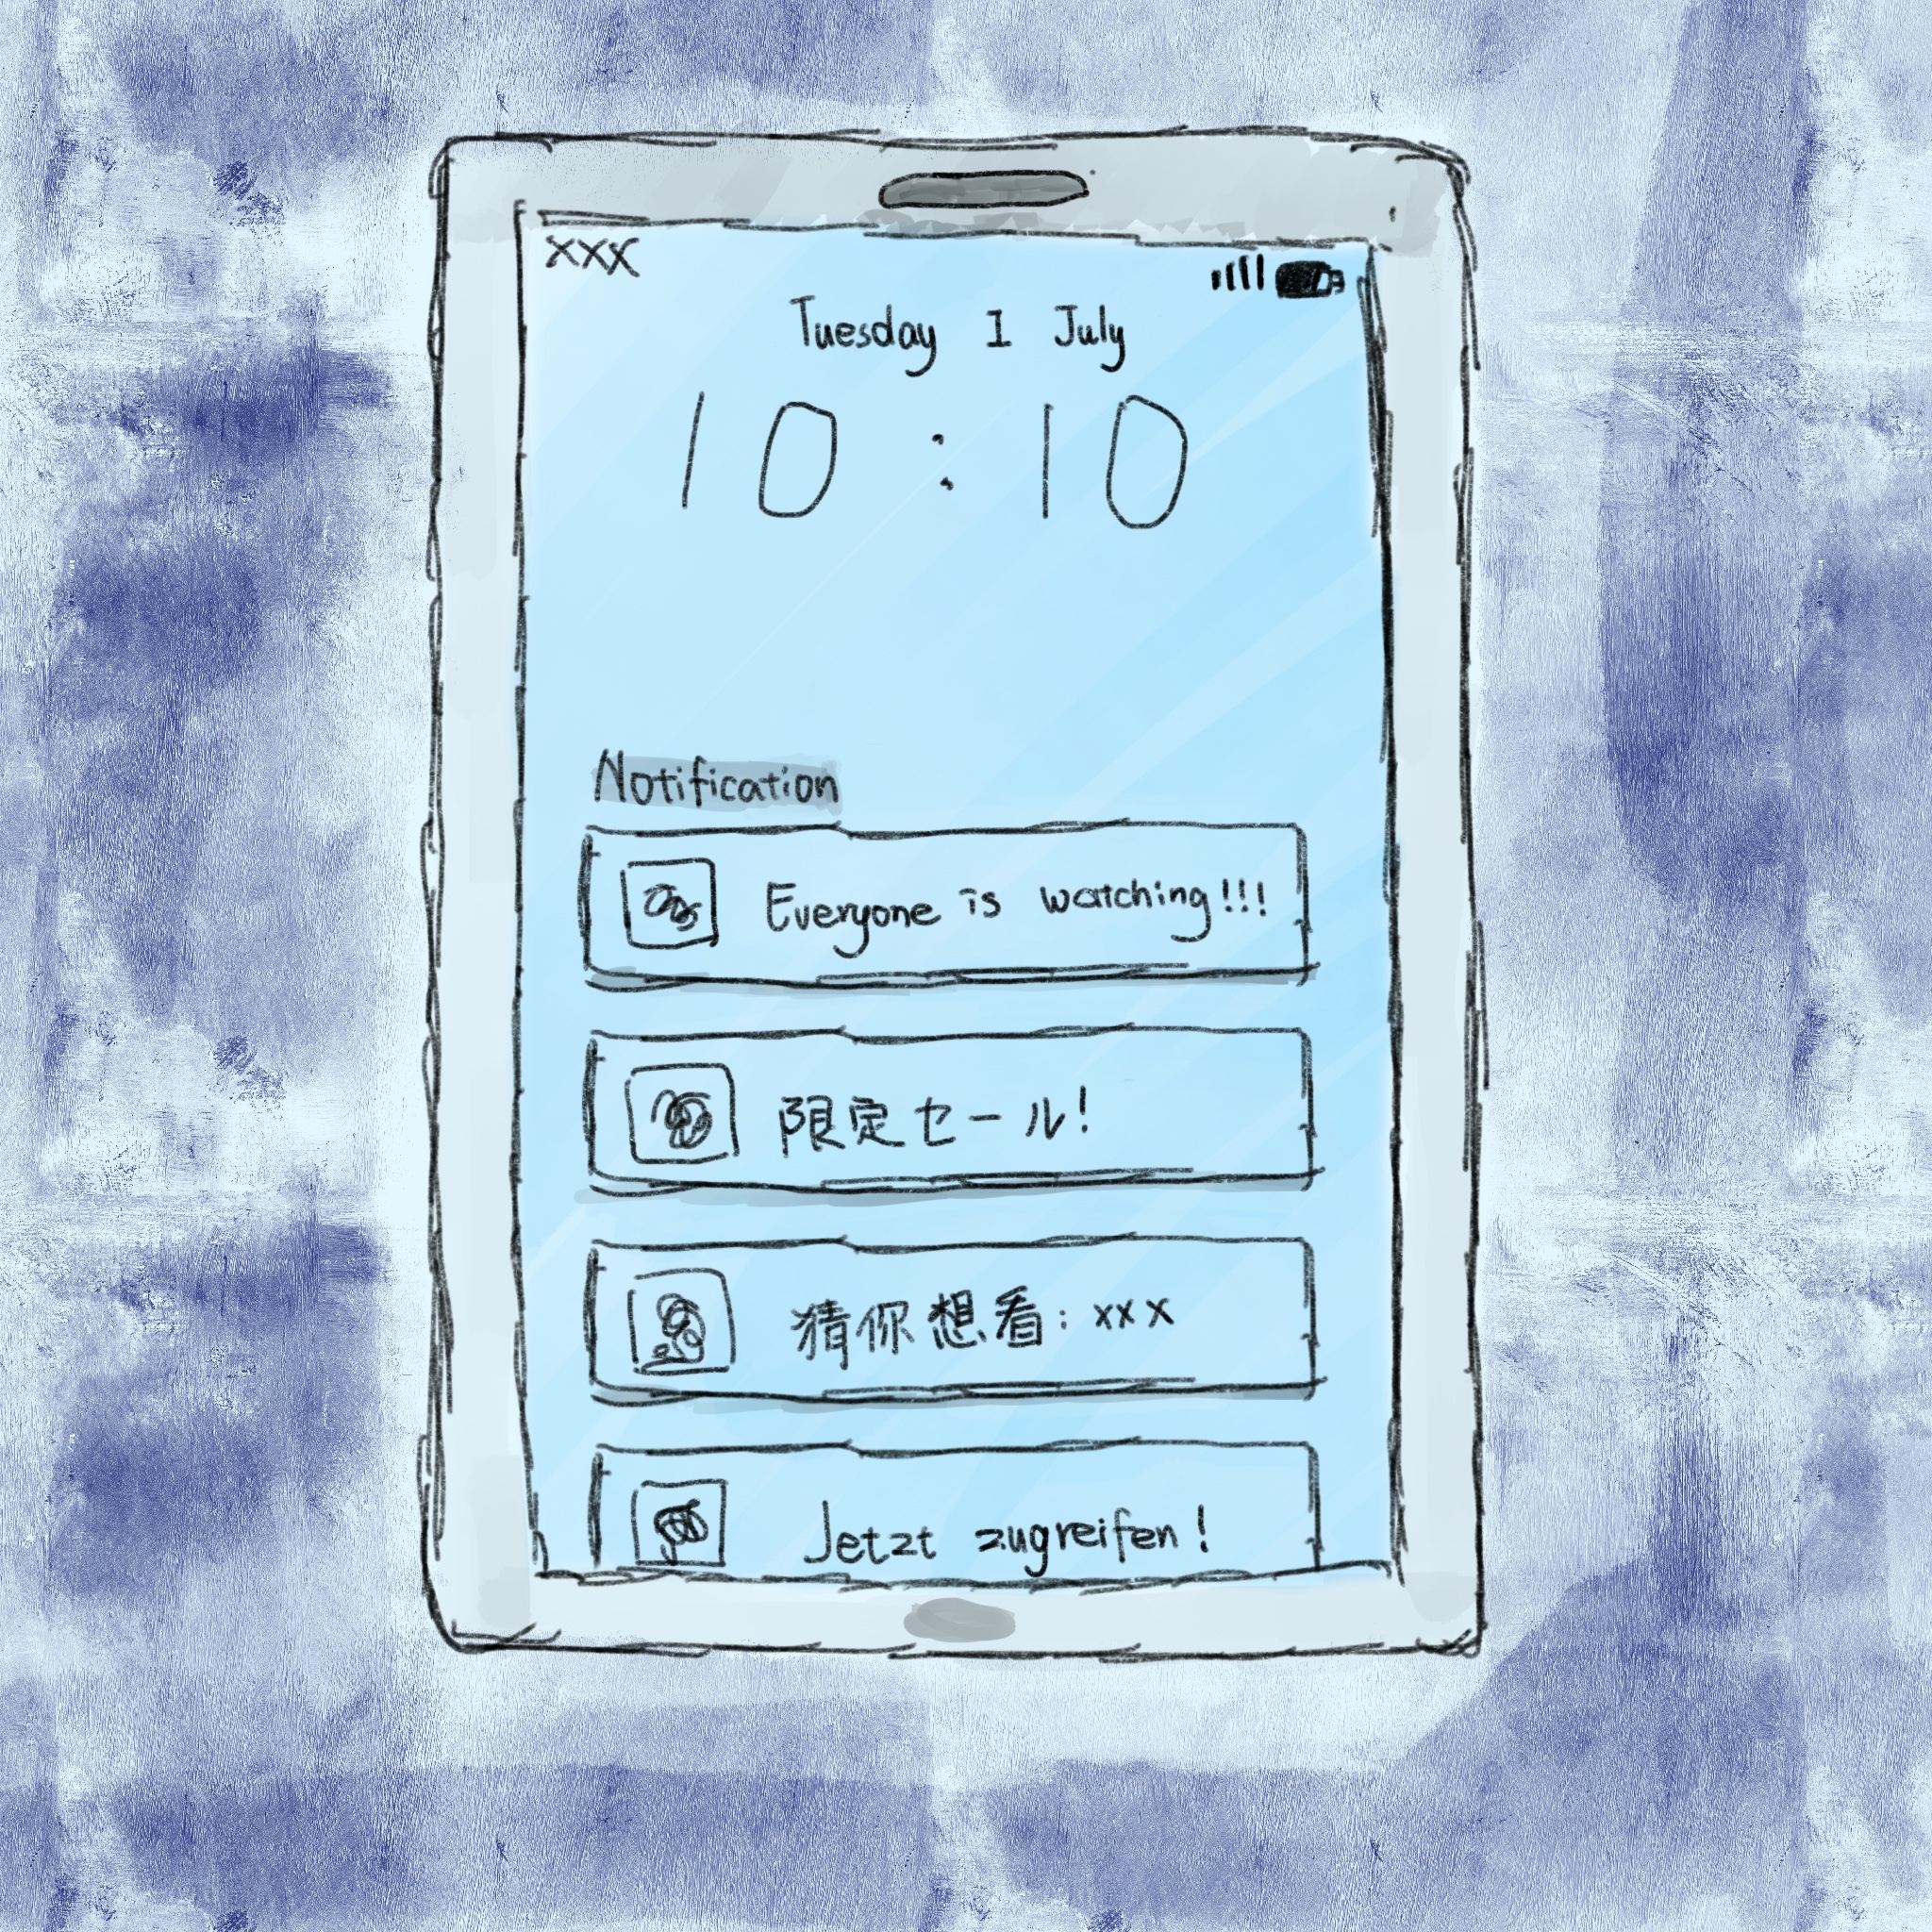 xxx
Tuesday 1 July
10:10
Notification
Everyone is watching!!!
限定セール!
猜你想看: xxx
Jetzt zugreifen!